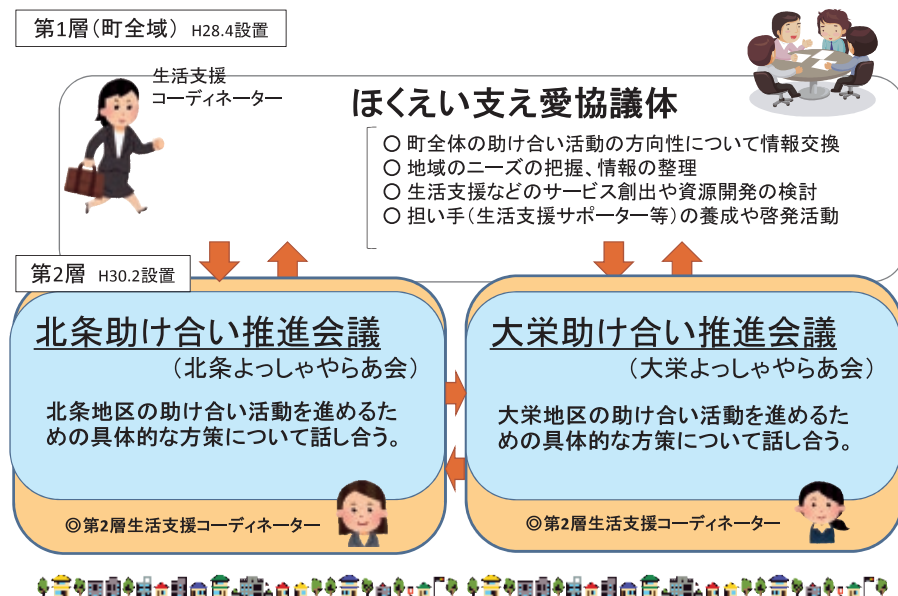 第1層(町全域) H28.4設置
生活支援
コーディネーター
ほくえい支え愛協議体
〇 町全体の助け合い活動の方向性について情報交換
〇 地域のニーズの把握、情報の整理
〇 生活支援などのサービス創出や資源開発の検討
〇 担い手(生活支援サポーター等)の養成や啓発活動
第2層 H30.2設置
北条助け合い推進会議
(北条よっしゃやらあ会)
北条地区の助け合い活動を進めるた
めの具体的な方策について話し合う。
◎第2層生活支援コーディネーター
大栄助け合い推進会議
(大栄よっしゃやらあ会)
大栄地区の助け合い活動を進めるた
めの具体的な方策について話し合う。
◎第2層生活支援コーディネーター